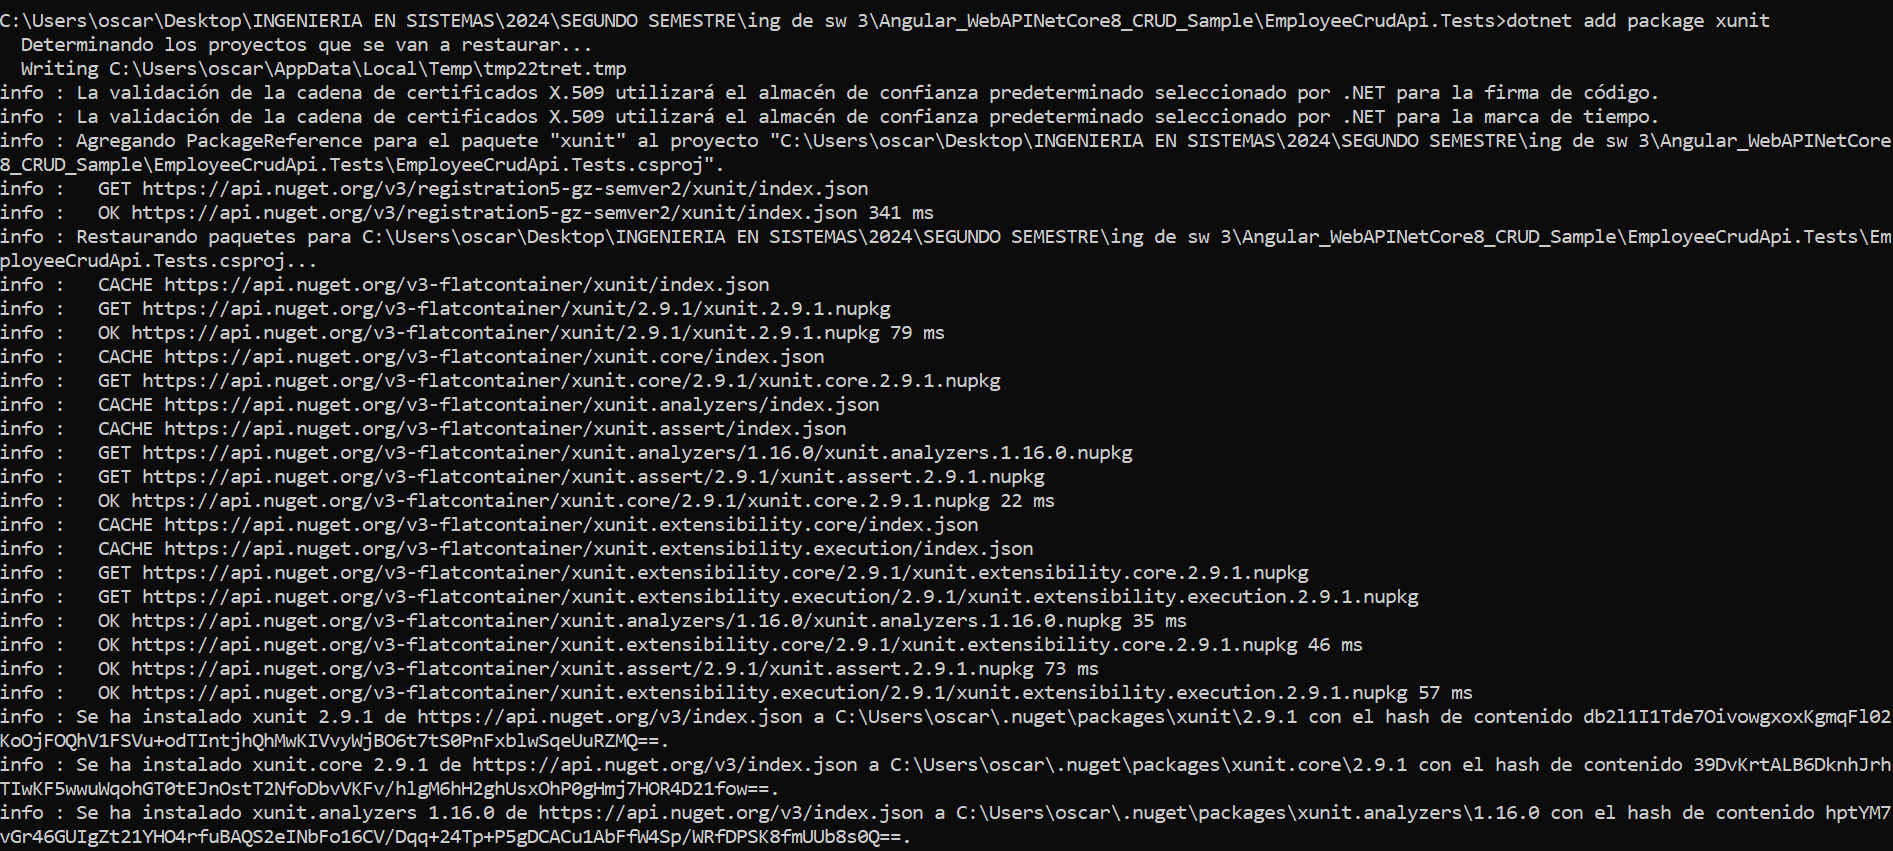 C:\Users\oscar\Desktop\INGENIERIA EN SISTEMAS\2024\SEGUNDO SEMESTRE\ing de sw 3\Angular_WebAPINetCore8_CRUD_Sample\EmployeeCrudApi.Tests>dotnet add package xunit
  Determinando los proyectos que se van a restaurar...
  Writing C:\Users\oscar\AppData\Local\Temp\tmp22tret.tmp
info : La validación de la cadena de certificados X.509 utilizará el almacén de confianza predeterminado seleccionado por .NET para la firma de código.
info : La validación de la cadena de certificados X.509 utilizará el almacén de confianza predeterminado seleccionado por .NET para la marca de tiempo.
info : Agregando PackageReference para el paquete "xunit" al proyecto "C:\Users\oscar\Desktop\INGENIERIA EN SISTEMAS\2024\SEGUNDO SEMESTRE\ing de sw 3\Angular_WebAPINetCore
8_CRUD_Sample\EmployeeCrudApi.Tests\EmployeeCrudApi.Tests.csproj".
info :   GET https://api.nuget.org/v3/registration5-gz-semver2/xunit/index.json
info :   OK https://api.nuget.org/v3/registration5-gz-semver2/xunit/index.json 341 ms
info : Restaurando paquetes para C:\Users\oscar\Desktop\INGENIERIA EN SISTEMAS\2024\SEGUNDO SEMESTRE\ing de sw 3\Angular_WebAPINetCore8_CRUD_Sample\EmployeeCrudApi.Tests\Em
ployeeCrudApi.Tests.csproj...
info :   CACHE https://api.nuget.org/v3-flatcontainer/xunit/index.json
info :   GET https://api.nuget.org/v3-flatcontainer/xunit/2.9.1/xunit.2.9.1.nupkg
info :   OK https://api.nuget.org/v3-flatcontainer/xunit/2.9.1/xunit.2.9.1.nupkg 79 ms
info :   CACHE https://api.nuget.org/v3-flatcontainer/xunit.core/index.json
info :   GET https://api.nuget.org/v3-flatcontainer/xunit.core/2.9.1/xunit.core.2.9.1.nupkg
info :   CACHE https://api.nuget.org/v3-flatcontainer/xunit.analyzers/index.json
info :   CACHE https://api.nuget.org/v3-flatcontainer/xunit.assert/index.json
info :   GET https://api.nuget.org/v3-flatcontainer/xunit.analyzers/1.16.0/xunit.analyzers.1.16.0.nupkg
info :   GET https://api.nuget.org/v3-flatcontainer/xunit.assert/2.9.1/xunit.assert.2.9.1.nupkg
info :   OK https://api.nuget.org/v3-flatcontainer/xunit.core/2.9.1/xunit.core.2.9.1.nupkg 22 ms
info :   CACHE https://api.nuget.org/v3-flatcontainer/xunit.extensibility.core/index.json
info :   CACHE https://api.nuget.org/v3-flatcontainer/xunit.extensibility.execution/index.json
info :   GET https://api.nuget.org/v3-flatcontainer/xunit.extensibility.core/2.9.1/xunit.extensibility.core.2.9.1.nupkg
info :   GET https://api.nuget.org/v3-flatcontainer/xunit.extensibility.execution/2.9.1/xunit.extensibility.execution.2.9.1.nupkg
info :   OK https://api.nuget.org/v3-flatcontainer/xunit.analyzers/1.16.0/xunit.analyzers.1.16.0.nupkg 35 ms
info :   OK https://api.nuget.org/v3-flatcontainer/xunit.extensibility.core/2.9.1/xunit.extensibility.core.2.9.1.nupkg 46 ms
info :   OK https://api.nuget.org/v3-flatcontainer/xunit.assert/2.9.1/xunit.assert.2.9.1.nupkg 73 ms
info :   OK https://api.nuget.org/v3-flatcontainer/xunit.extensibility.execution/2.9.1/xunit.extensibility.execution.2.9.1.nupkg 57 ms
info : Se ha instalado xunit 2.9.1 de https://api.nuget.org/v3/index.json a C:\Users\oscar\.nuget\packages\xunit\2.9.1 con el hash de contenido db2l1I1Tde7OivowgxoxKgmqFl02
KoOjFOQhV1FSVu+odTIntjhQhMwKIVvyWjBO6t7tS0PnFxblwSqeUuRZMQ==.
info : Se ha instalado xunit.core 2.9.1 de https://api.nuget.org/v3/index.json a C:\Users\oscar\.nuget\packages\xunit.core\2.9.1 con el hash de contenido 39DvKrtALB6DknhJrh
TIwKF5wwuWqohGT0tEJnOstT2NfoDbvVKFv/hlgM6hH2ghUsxOhP0gHmj7HOR4D21fow==.
info : Se ha instalado xunit.analyzers 1.16.0 de https://api.nuget.org/v3/index.json a C:\Users\oscar\.nuget\packages\xunit.analyzers\1.16.0 con el hash de contenido hptYM7
vGr46GUIgZt21YHO4rfuBAQS2eINbFo16CV/Dqq+24Tp+P5gDCACu1AbFfW4Sp/WRfDPSK8fmUUb8s0Q==.